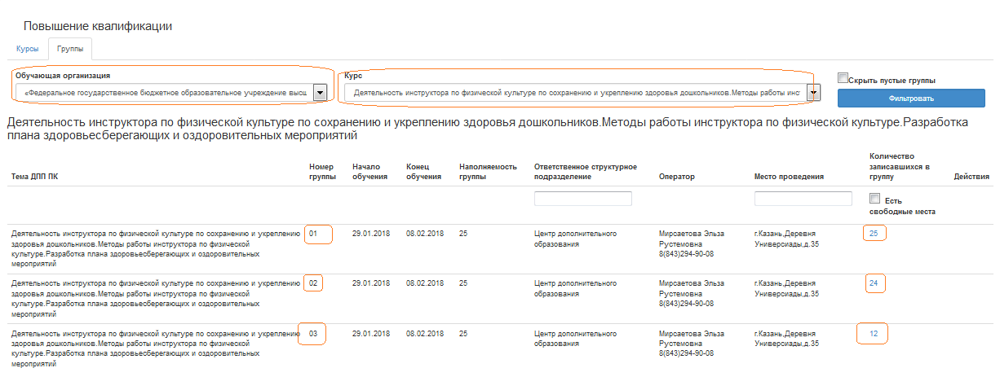 Повышение квалификации
Курсы Группы
Обучающая организация Курс
«Федеральное государственное бюджетное образовательное учреждение высш Деятельность инструктора по физической культуре по сохранению и укреплению здоровья дошкольников.Методы работы инст
Скрыть пустые группы
Фильтровать
Деятельность инструктора по физической культуре по сохранению и укреплению здоровья дошкольников.Методы работы инструктора по физической культуре.Разработка
плана здоровьесберегающих и оздоровительных мероприятий
Тема ДПП ПК
Номер
группы
Начало
обучения
Конец
обучения
Наполняемость
группы
Ответственное структурное
подразделение
Оператор
Место проведения
Количество
записавшихся в
группу
Действия
Есть
свободные места
Деятельность инструктора по физической культуре по сохранению и укреплению
здоровья дошкольников.Методы работы инструктора по физической
культуре.Разработка плана здоровьесберегающих и оздоровительных
мероприятий
01
29.01.2018
08.02.2018
25
Центр дополнительного
образования
Мирсаетова Эльза
Рустемовна
8(843)294-90-08
г.Казань,Деревня
Универсиады,д.35
25
Деятельность инструктора по физической культуре по сохранению и укреплению
здоровья дошкольников.Методы работы инструктора по физической
культуре.Разработка плана здоровьесберегающих и оздоровительных
мероприятий
02
29.01.2018
08.02.2018
25
Центр дополнительного
образования
Мирсаетова Эльза
Рустемовна
8(843)294-90-08
г.Казань,Деревня
Универсиады,д.35
24
Деятельность инструктора по физической культуре по сохранению и укреплению
здоровья дошкольников.Методы работы инструктора по физической
культуре.Разработка плана здоровьесберегающих и оздоровительных
мероприятий
03
29.01.2018
08.02.2018
25
Центр дополнительного
образования
Мирсаетова Эльза
Рустемовна
8(843)294-90-08
г.Казань,Деревня
Универсиады,д.35
12